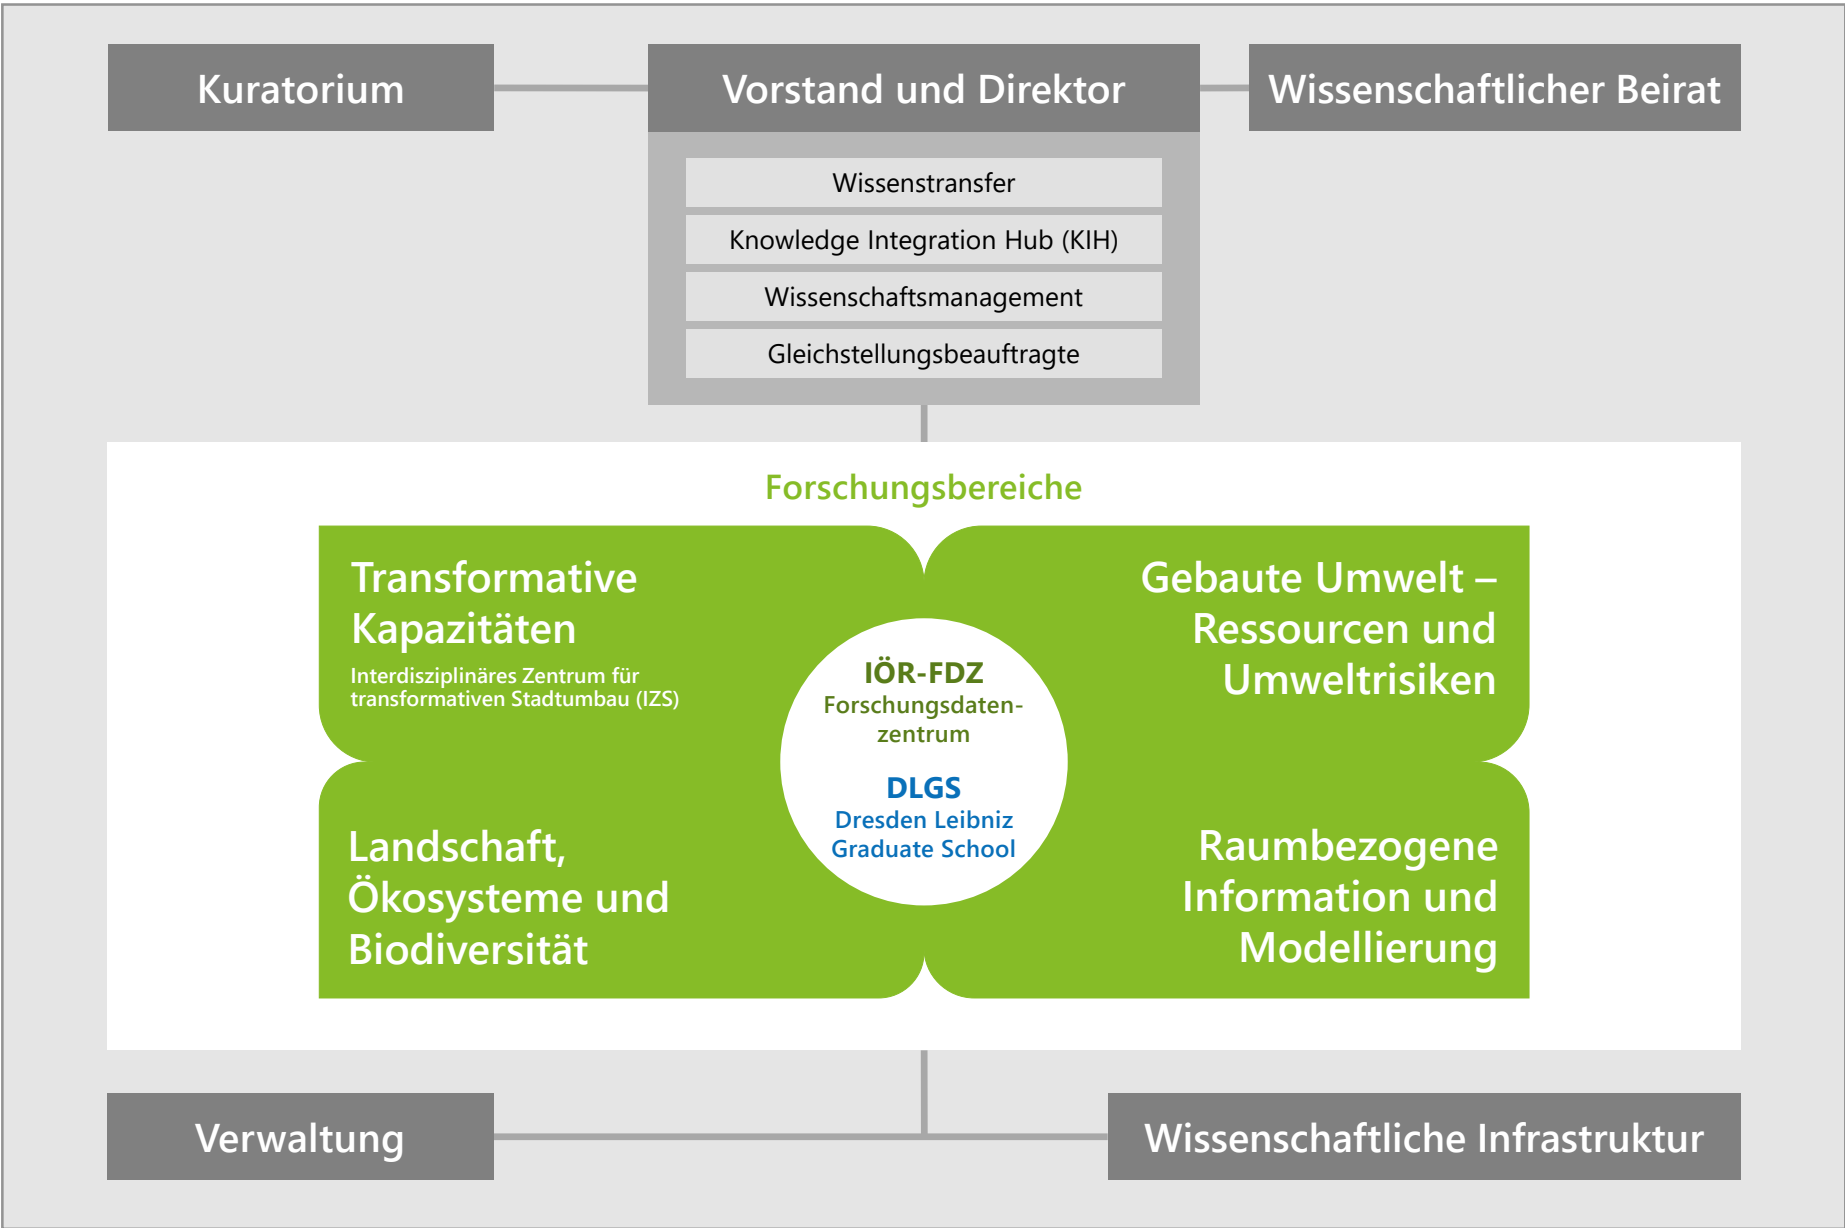 Kuratorium
Vorstand und Direktor
Wissenschaftlicher Beirat
Wissenstransfer
Knowledge Integration Hub (KIH)
Wissenschaftsmanagement
Gleichstellungsbeauftragte
Forschungsbereiche
Transformative
Kapazitäten
Interdisziplinäres Zentrum für
transformativen Stadtumbau (IZS)
Gebaute Umwelt –
Ressourcen und
Umweltrisiken
IÖR-FDZ
Forschungsdaten-
zentrum
DLGS
Dresden Leibniz
Graduate School
Landschaft,
Ökosysteme und
Biodiversität
Raumbezogene
Information und
Modellierung
Verwaltung
Wissenschaftliche Infrastruktur